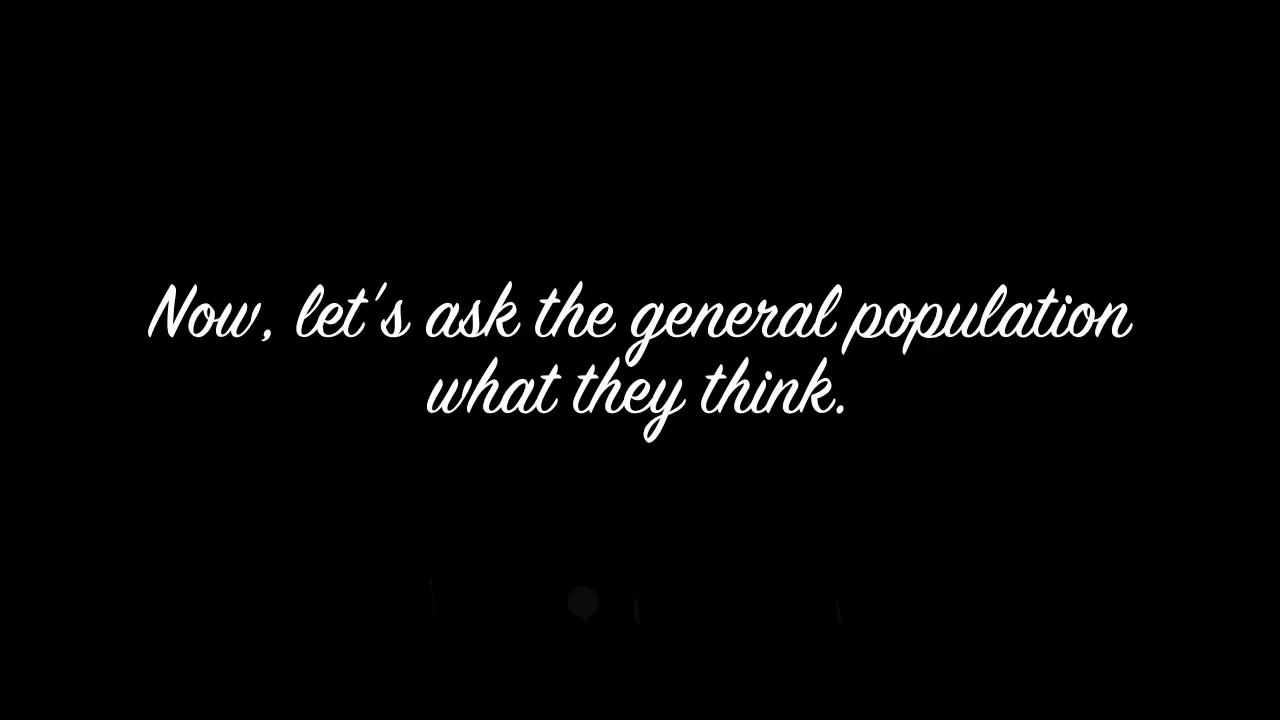 Now, let's ask the general population
what they think.